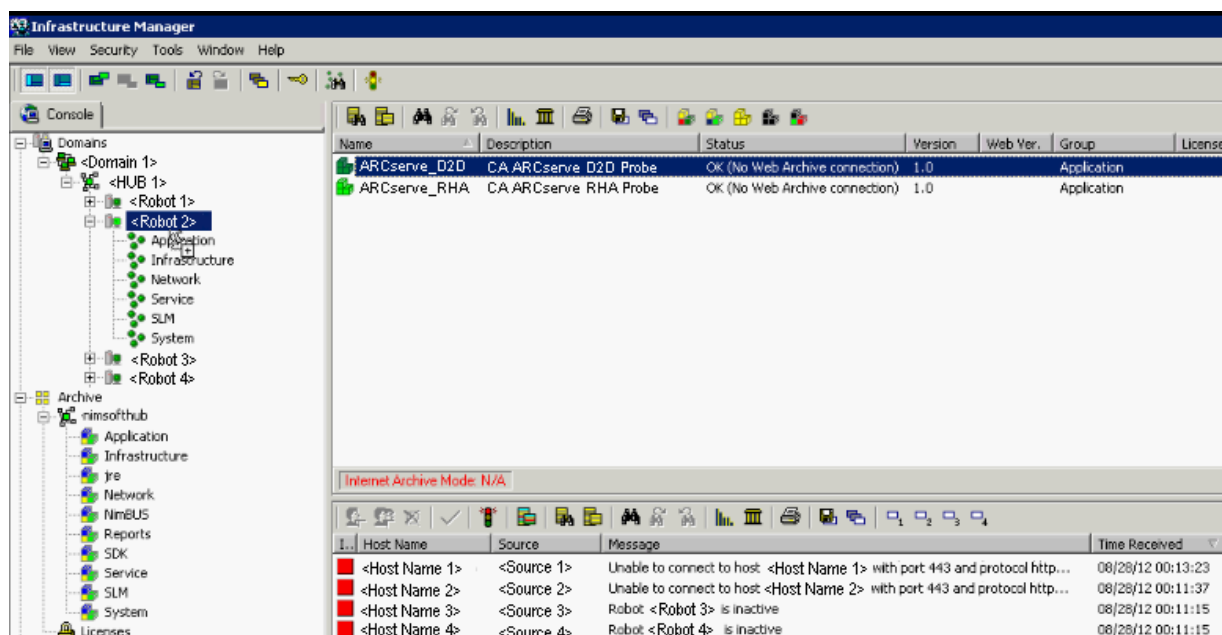 Infrastructure Manager
File View Security Tools Window Help
Console
Domains
<Domain 1>
<HUB 1>
<Robot 1>
<Robot 2>
Application
Infrastructure
Network
Service
SLM
System
<Robot 3>
<Robot 4>
Archive
nimsofthub
Application
Infrastructure
jre
Network
NimBUS
Reports
SDK
Service
SLM
System
Licenses
Name Description Status Version Web Ver. Group License
ARCserve_D2D CA ARCserve D2D Probe OK (No Web Archive connection) 1.0 Application
ARCserve_RHA CA ARCserve RHA Probe OK (No Web Archive connection) 1.0 Application
Internet Archive Mode: N/A
I.. Host Name Source Message Time Received
<Host Name 1> <Source 1> Unable to connect to host <Host Name 1> with port 443 and protocol http... 08/28/12 00:13:23
<Host Name 2> <Source 2> Unable to connect to host <Host Name 2> with port 443 and protocol http... 08/28/12 00:11:37
<Host Name 3> <Source 3> Robot <Robot 3> is inactive 08/28/12 00:11:15
<Host Name 4> <Source 4> Robot <Robot 4> is inactive 08/28/12 00:11:15